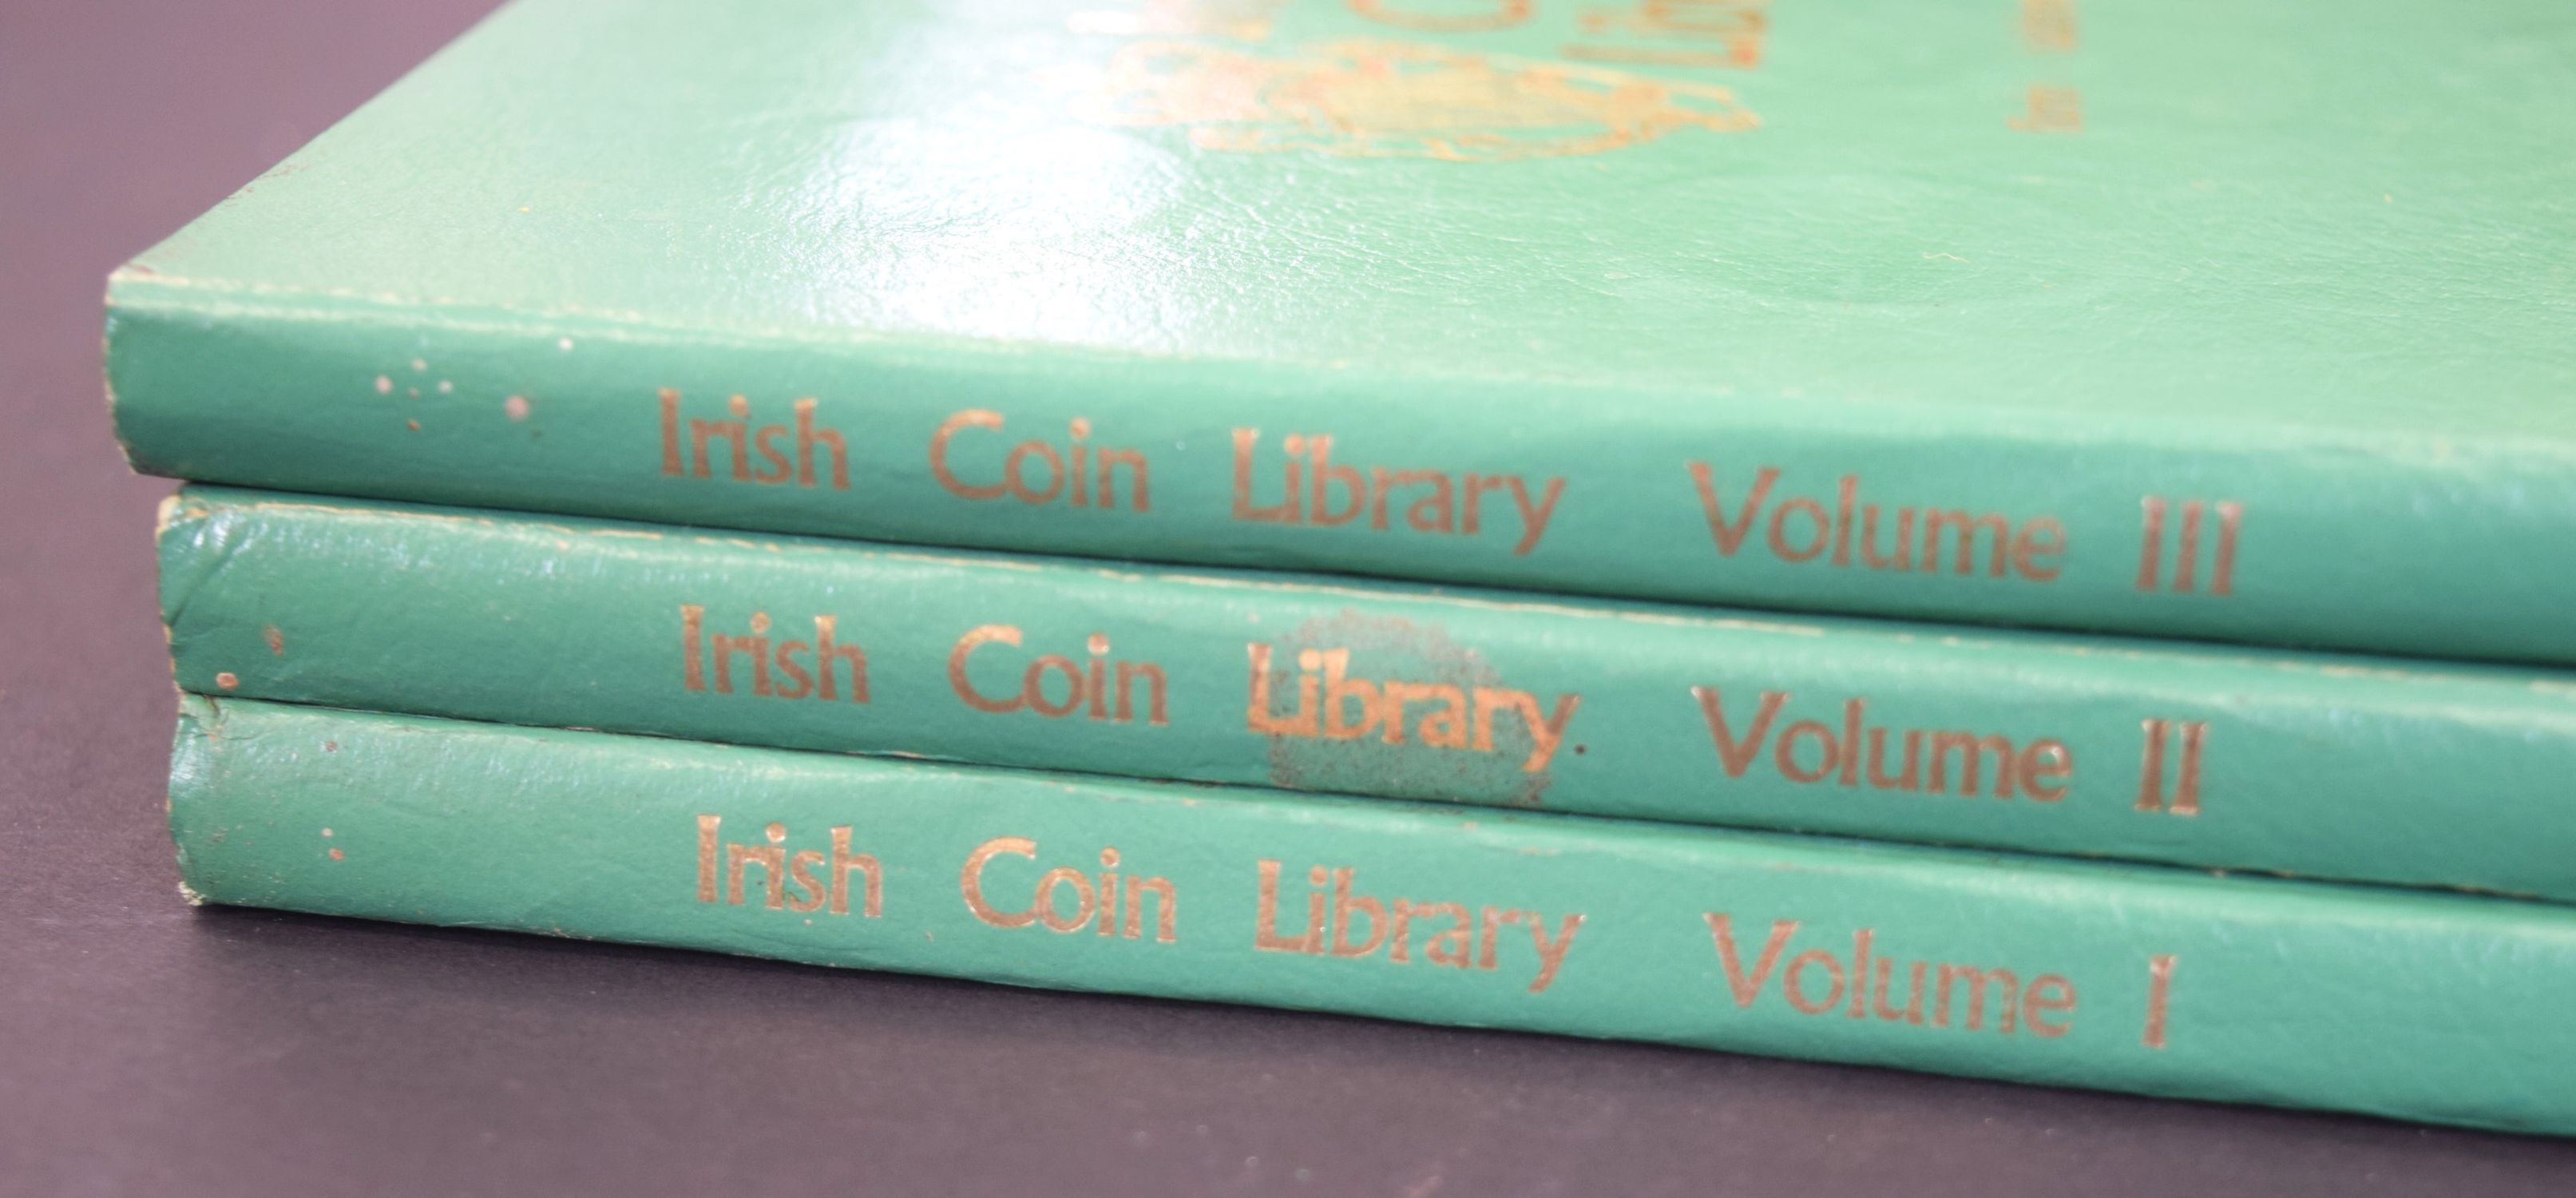 Irish Coin Library Volume III
Irish Coin Library Volume II
Irish Coin Library Volume I